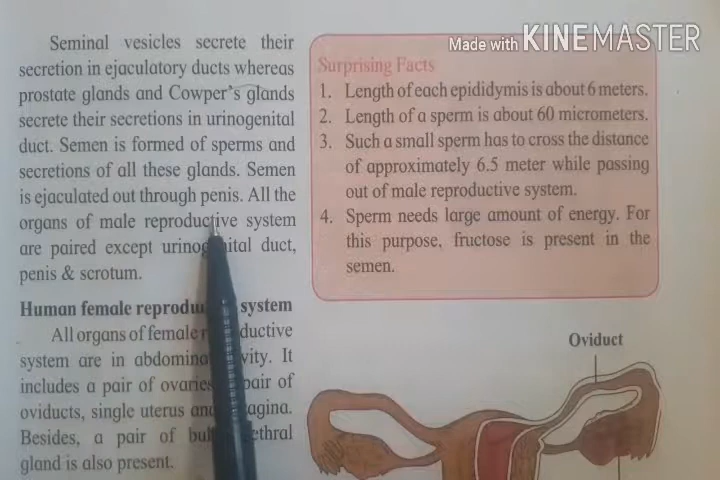 Seminal vesicles secrete their
secretion in ejaculatory ducts whereas
prostate glands and Cowper's glands
secrete their secretions in urinogenital
duct. Semen is formed of sperms and
secretions of all these glands. Semen
is ejaculated out through penis. All the
organs of male reproductive system
are paired except urinogenital duct,
penis & scrotum.
Human female reprodu system
All organs of female r ductive
system are in abdomina vity. It
includes a pair of ovaries pair of
oviducts, single uterus and agina.
Besides, a pair of bul ethral
gland is also present.
Made with KINEMASTER
Surprising Facts
1. Length of each epididymis is about 6 meters.
2. Length of a sperm is about 60 micrometers.
3. Such a small sperm has to cross the distance
of approximately 6.5 meter while passing
out of male reproductive system.
4. Sperm needs large amount of energy. For
this purpose, fructose is present in the
semen.
Oviduct